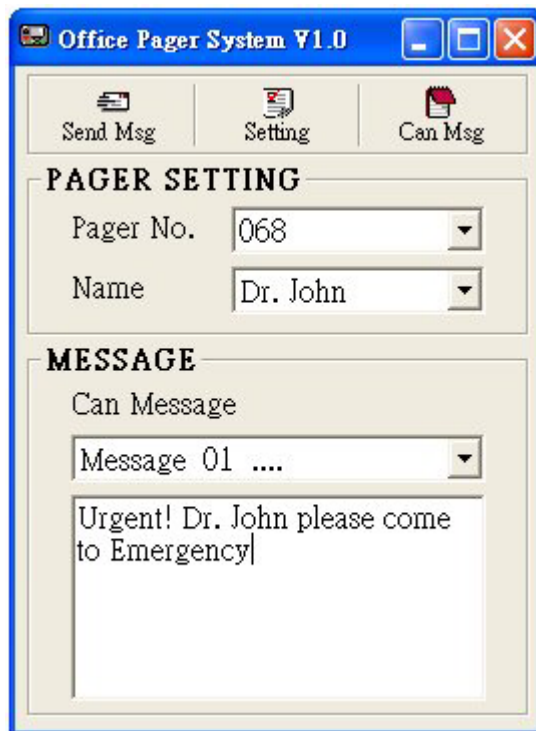 Office Pager System V1.0
Send Msg Setting Can Msg
PAGER SETTING
Pager No. 068
Name Dr. John
MESSAGE
Can Message
Message 01 ....
Urgent! Dr. John please come
to Emergency